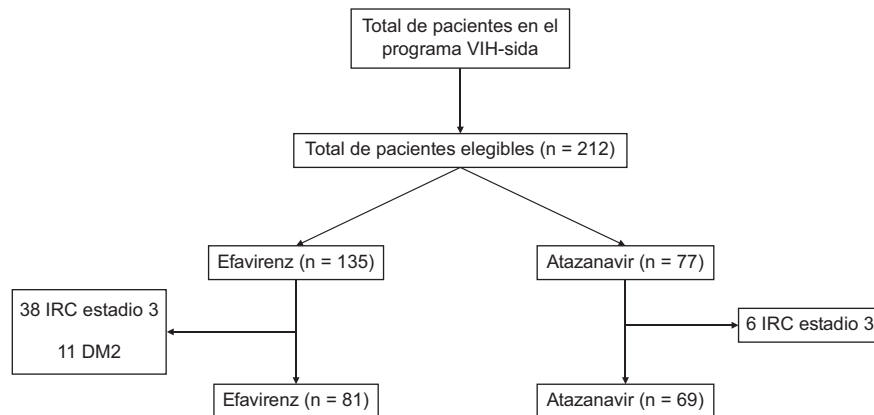 Total de pacientes en el
programa VIH-sida
Total de pacientes elegibles (n = 212)
Efavirenz (n = 135)
Atazanavir (n = 77)
38 IRC estadio 3
11 DM2
6 IRC estadio 3
Efavirenz (n = 81)
Atazanavir (n = 69)